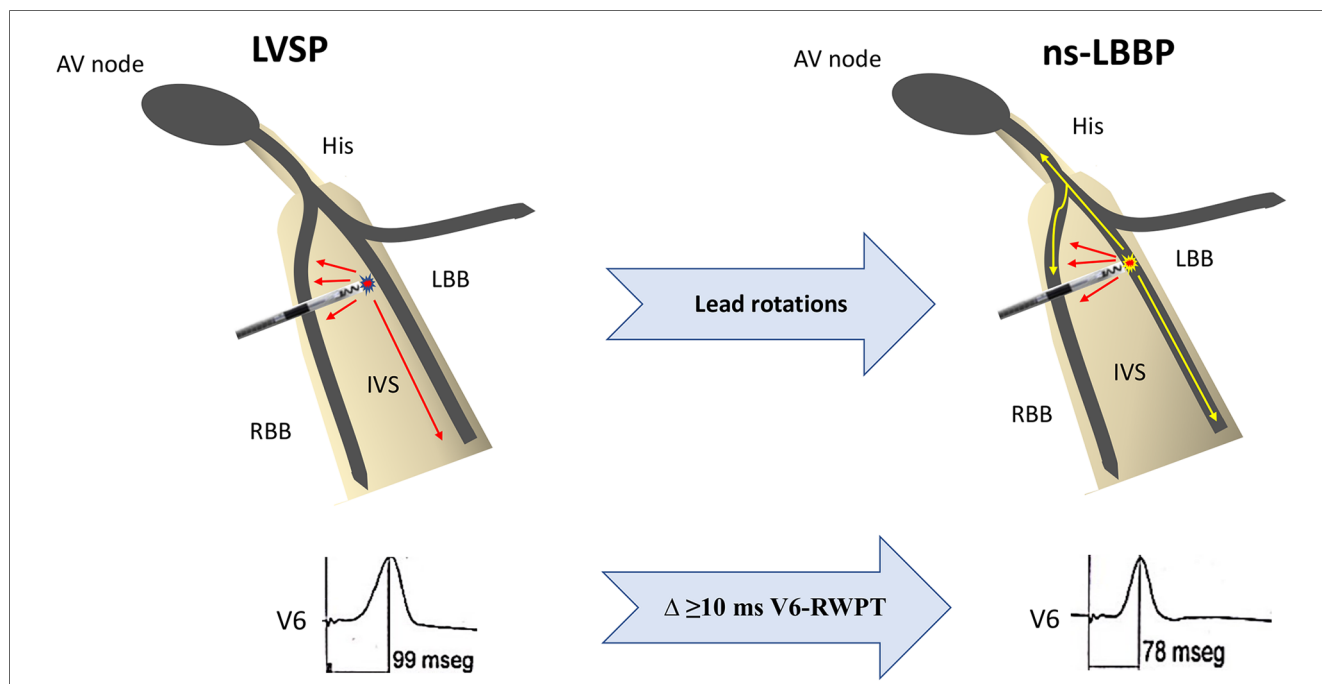 LVSP
AV node
His
LBB
IVS
RBB
Lead rotations
ns-LBBP
AV node
His
LBB
IVS
RBB
V6
99 mseg
Δ ≥10 ms V6-RWPT
V6
78 mseg